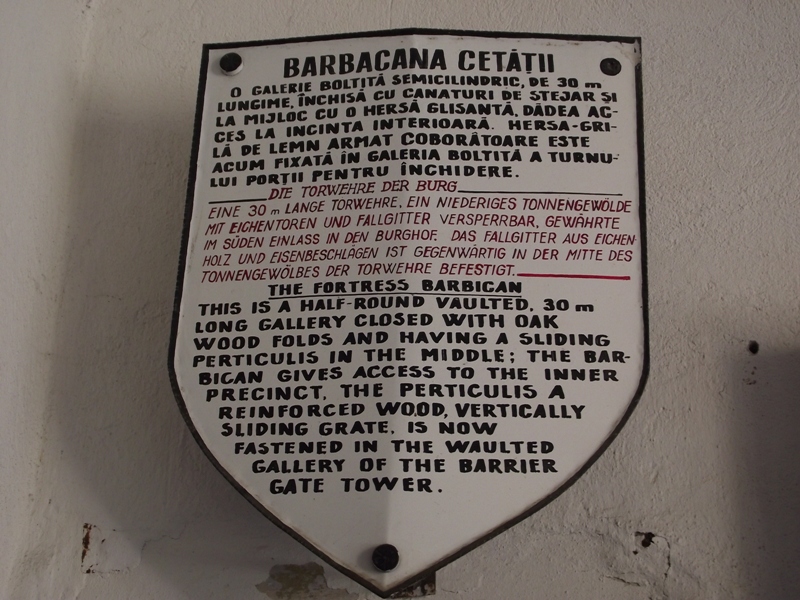 BARBACANA CETĂȚII
O GALERIE BOLTITĂ SEMICILINDRIC, DE 30 m
LUNGIME, ÎNCHISĂ CU CANATURI DE STEJAR ȘI
LA MIJLOC CU O HERSĂ GLISANTĂ, DĂDEA AC-
CES LA INCINTA INTERIOARĂ. HERSA-GRI-
LĂ DE LEMN ARMAT COBORÂTOARE ESTE
ACUM FIXATĂ ÎN GALERIA BOLTITĂ A TURNU-
LUI PORȚII PENTRU ÎNCHIDERE.
DIE TORWEHRE DER BURG
EINE 30 m LANGE TORWEHRE, EIN NIEDERIGES TONNENGEWÖLDE
MIT EICHENTOREN UND FALLGITTER VERSPERRBAR, GEWÄHRTE
IM SÜDEN EINLASS IN DEN BURGHOF. DAS FALLGITTER AUS EICHEN
HOLZ UND EISENBESCHLÄGEN IST GEGENWÄRTIG IN DER MITTE DES
TONNENGEWÖLBES DER TORWEHRE BEFESTIGT.
THE FORTRESS BARBICAN
THIS IS A HALF-ROUND VAULTED, 30 m
LONG GALLERY CLOSED WITH OAK
WOOD FOLDS AND HAVING A SLIDING
PERTICULIS IN THE MIDDLE; THE BAR-
BICAN GIVES ACCESS TO THE INNER
PRECINCT. THE PERTICULIS A
REINFORCED WOOD, VERTICALLY
SLIDING GRATE, IS NOW
FASTENED IN THE WAULTED
GALLERY OF THE BARRIER
GATE TOWER.